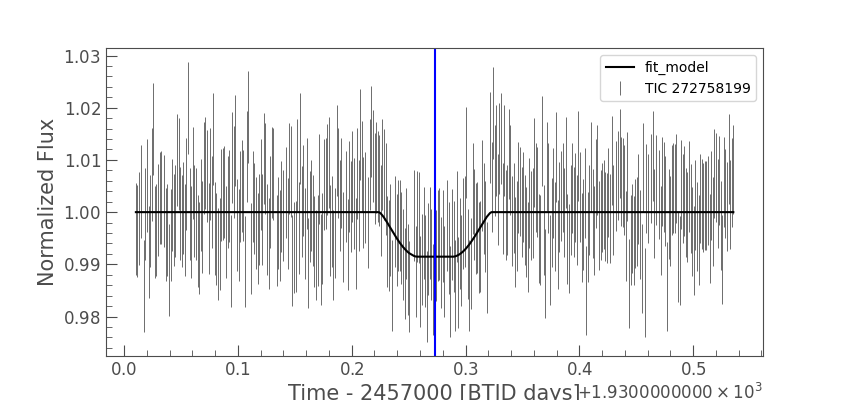 1.03
1.02
1.01
1.00
0.99
0.98
Normalized Flux
fit_model
TIC 272758199
0.0 0.1 0.2 0.3 0.4 0.5
Time - 2457000 [BTJD days]
+1.9300000000 × 10³